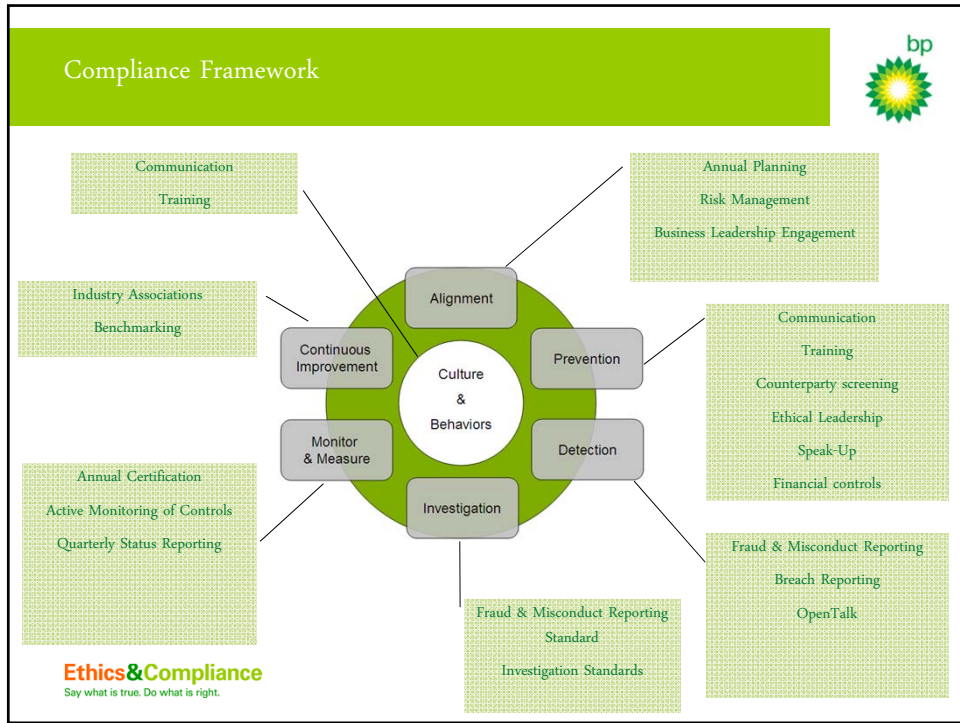 Compliance Framework
bp
Communication
Training
Annual Planning
Risk Management
Business Leadership Engagement
Industry Associations
Benchmarking
Alignment
Continuous
Improvement
Prevention
Culture
&
Behaviors
Monitor
& Measure
Detection
Investigation
Communication
Training
Counterparty screening
Ethical Leadership
Speak-Up
Financial controls
Annual Certification
Active Monitoring of Controls
Quarterly Status Reporting
Fraud & Misconduct Reporting
Breach Reporting
OpenTalk
Fraud & Misconduct Reporting
Standard
Investigation Standards
Ethics&Compliance
Say what is true. Do what is right.